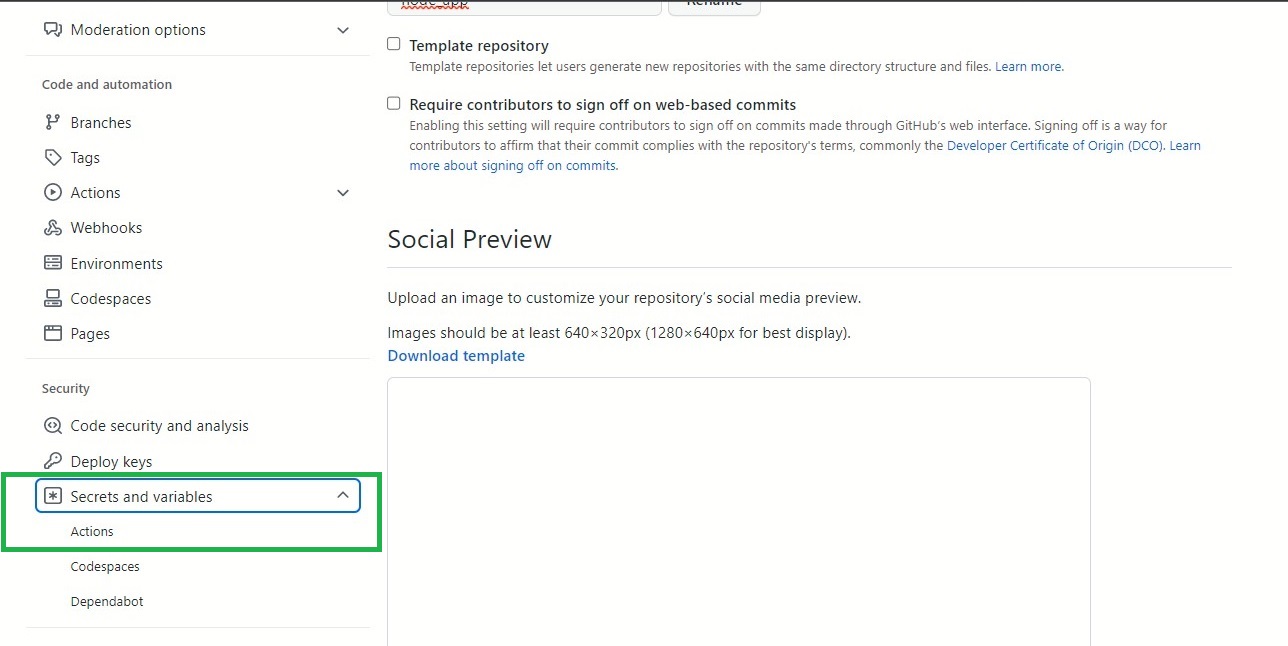 Moderation options
Code and automation
Branches
Tags
Actions
Webhooks
Environments
Codespaces
Pages
Security
Code security and analysis
Deploy keys
Secrets and variables
Actions
Codespaces
Dependabot
node_app
Rename
Template repository
Template repositories let users generate new repositories with the same directory structure and files. Learn more.
Require contributors to sign off on web-based commits
Enabling this setting will require contributors to sign off on commits made through GitHub's web interface. Signing off is a way for
contributors to affirm that their commit complies with the repository's terms, commonly the Developer Certificate of Origin (DCO). Learn
more about signing off on commits.
Social Preview
Upload an image to customize your repository's social media preview.
Images should be at least 640×320px (1280×640px for best display).
Download template